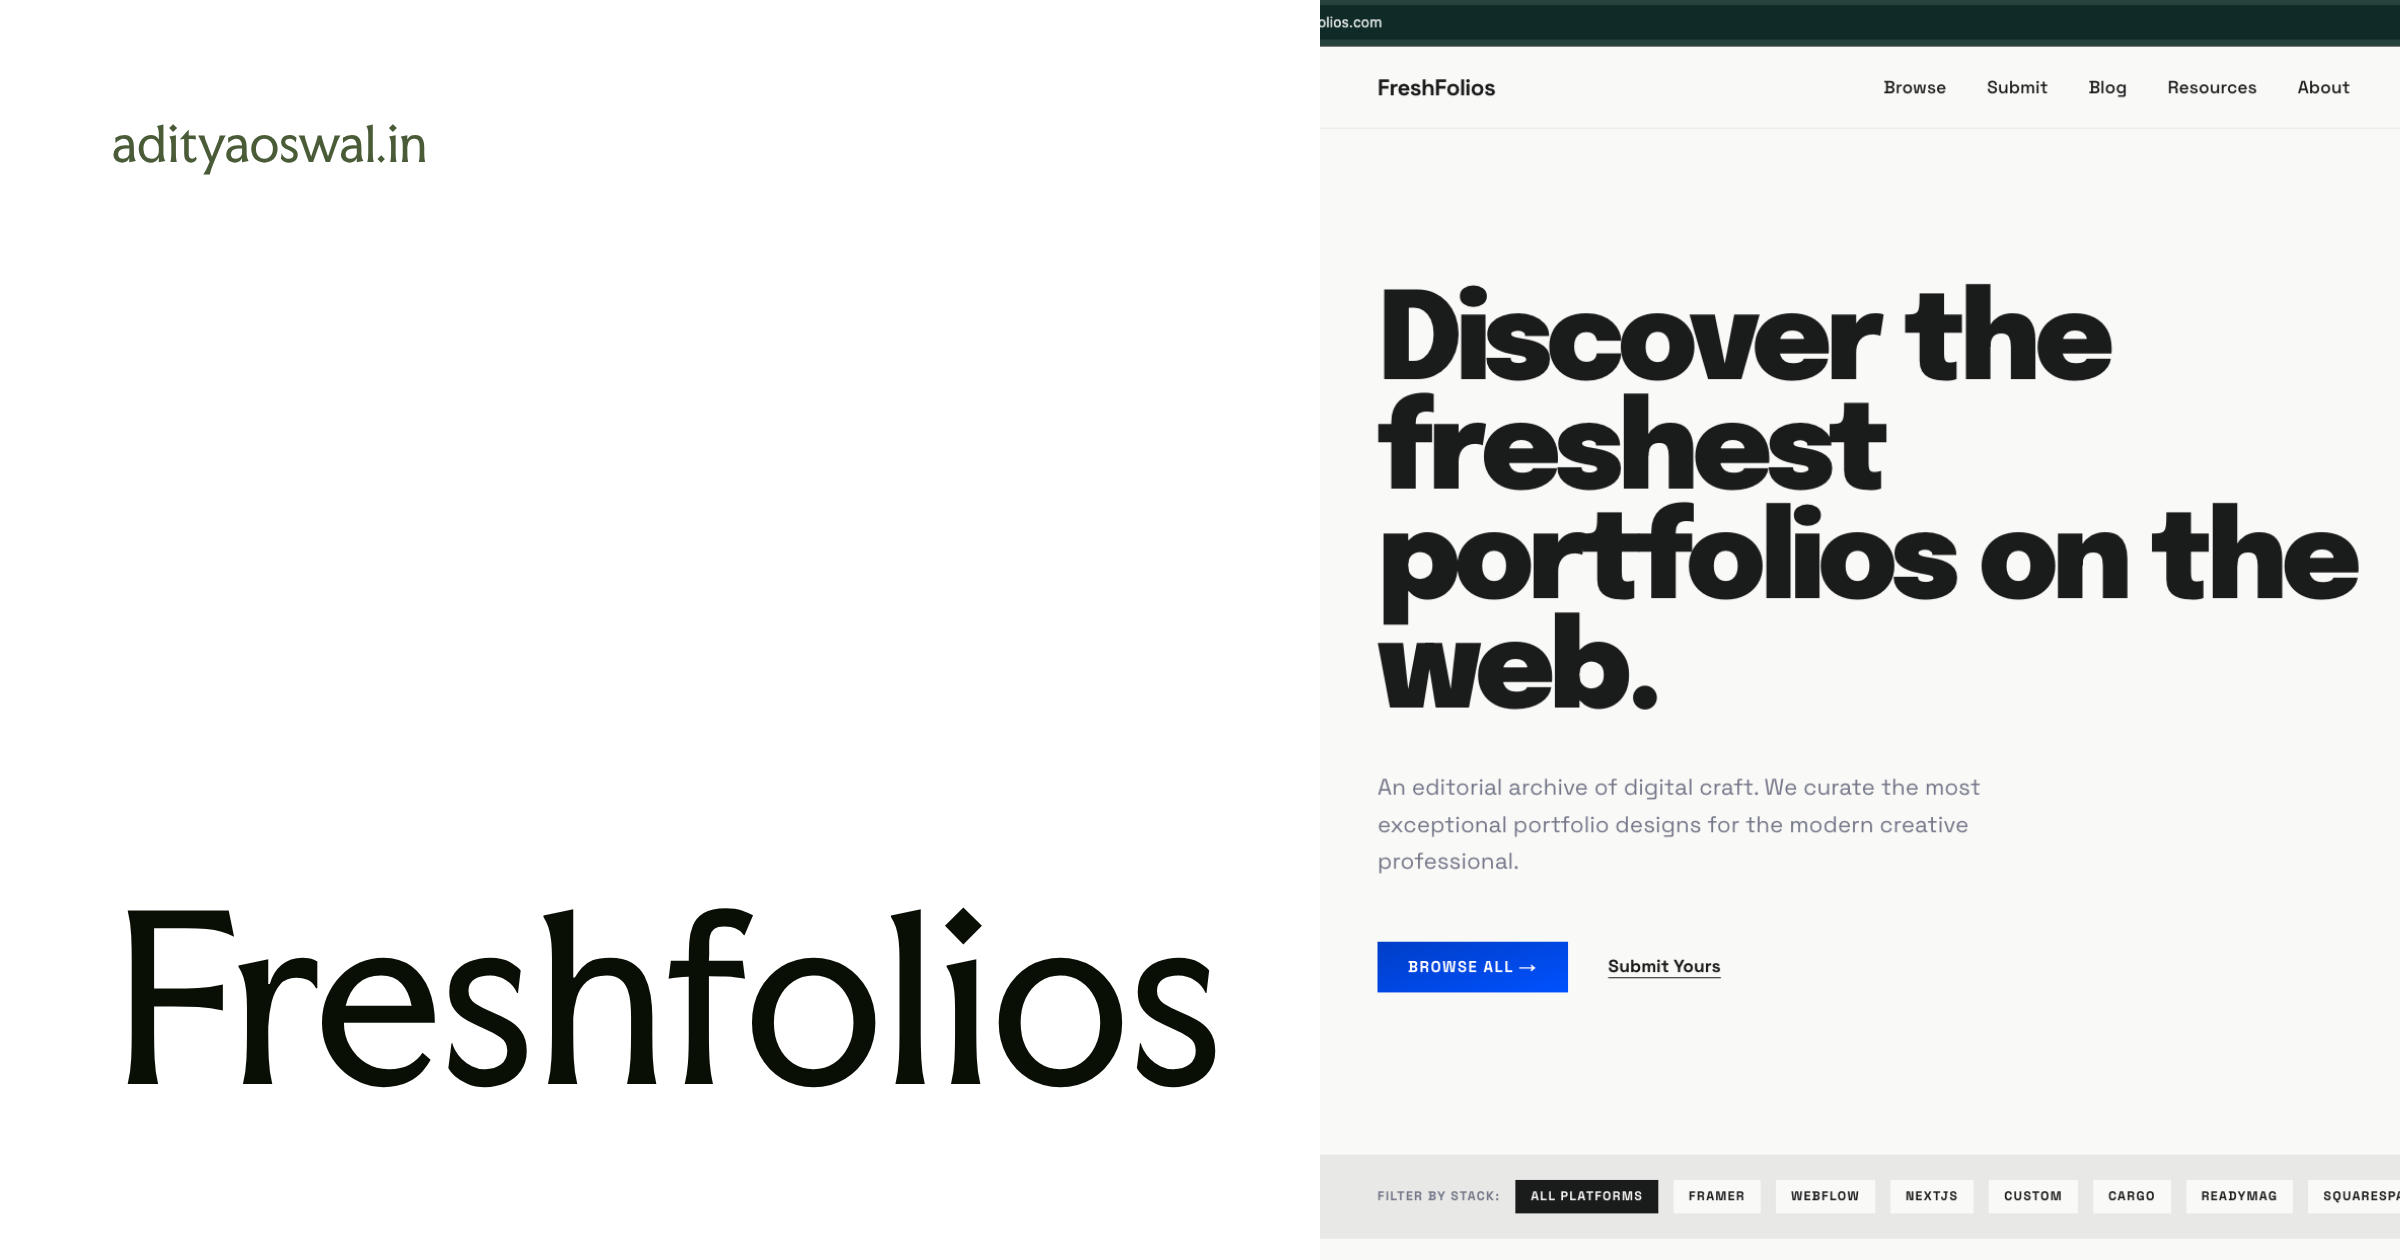 adityaoswal.in
Freshfolios
olios.com
FreshFolios
Browse Submit Blog Resources About
Discover the
freshest
portfolios on the
web.
An editorial archive of digital craft. We curate the most
exceptional portfolio designs for the modern creative
professional.
BROWSE ALL → Submit Yours
FILTER BY STACK: ALL PLATFORMS FRAMER WEBFLOW NEXTJS CUSTOM CARGO READYMAG SQUARESPA